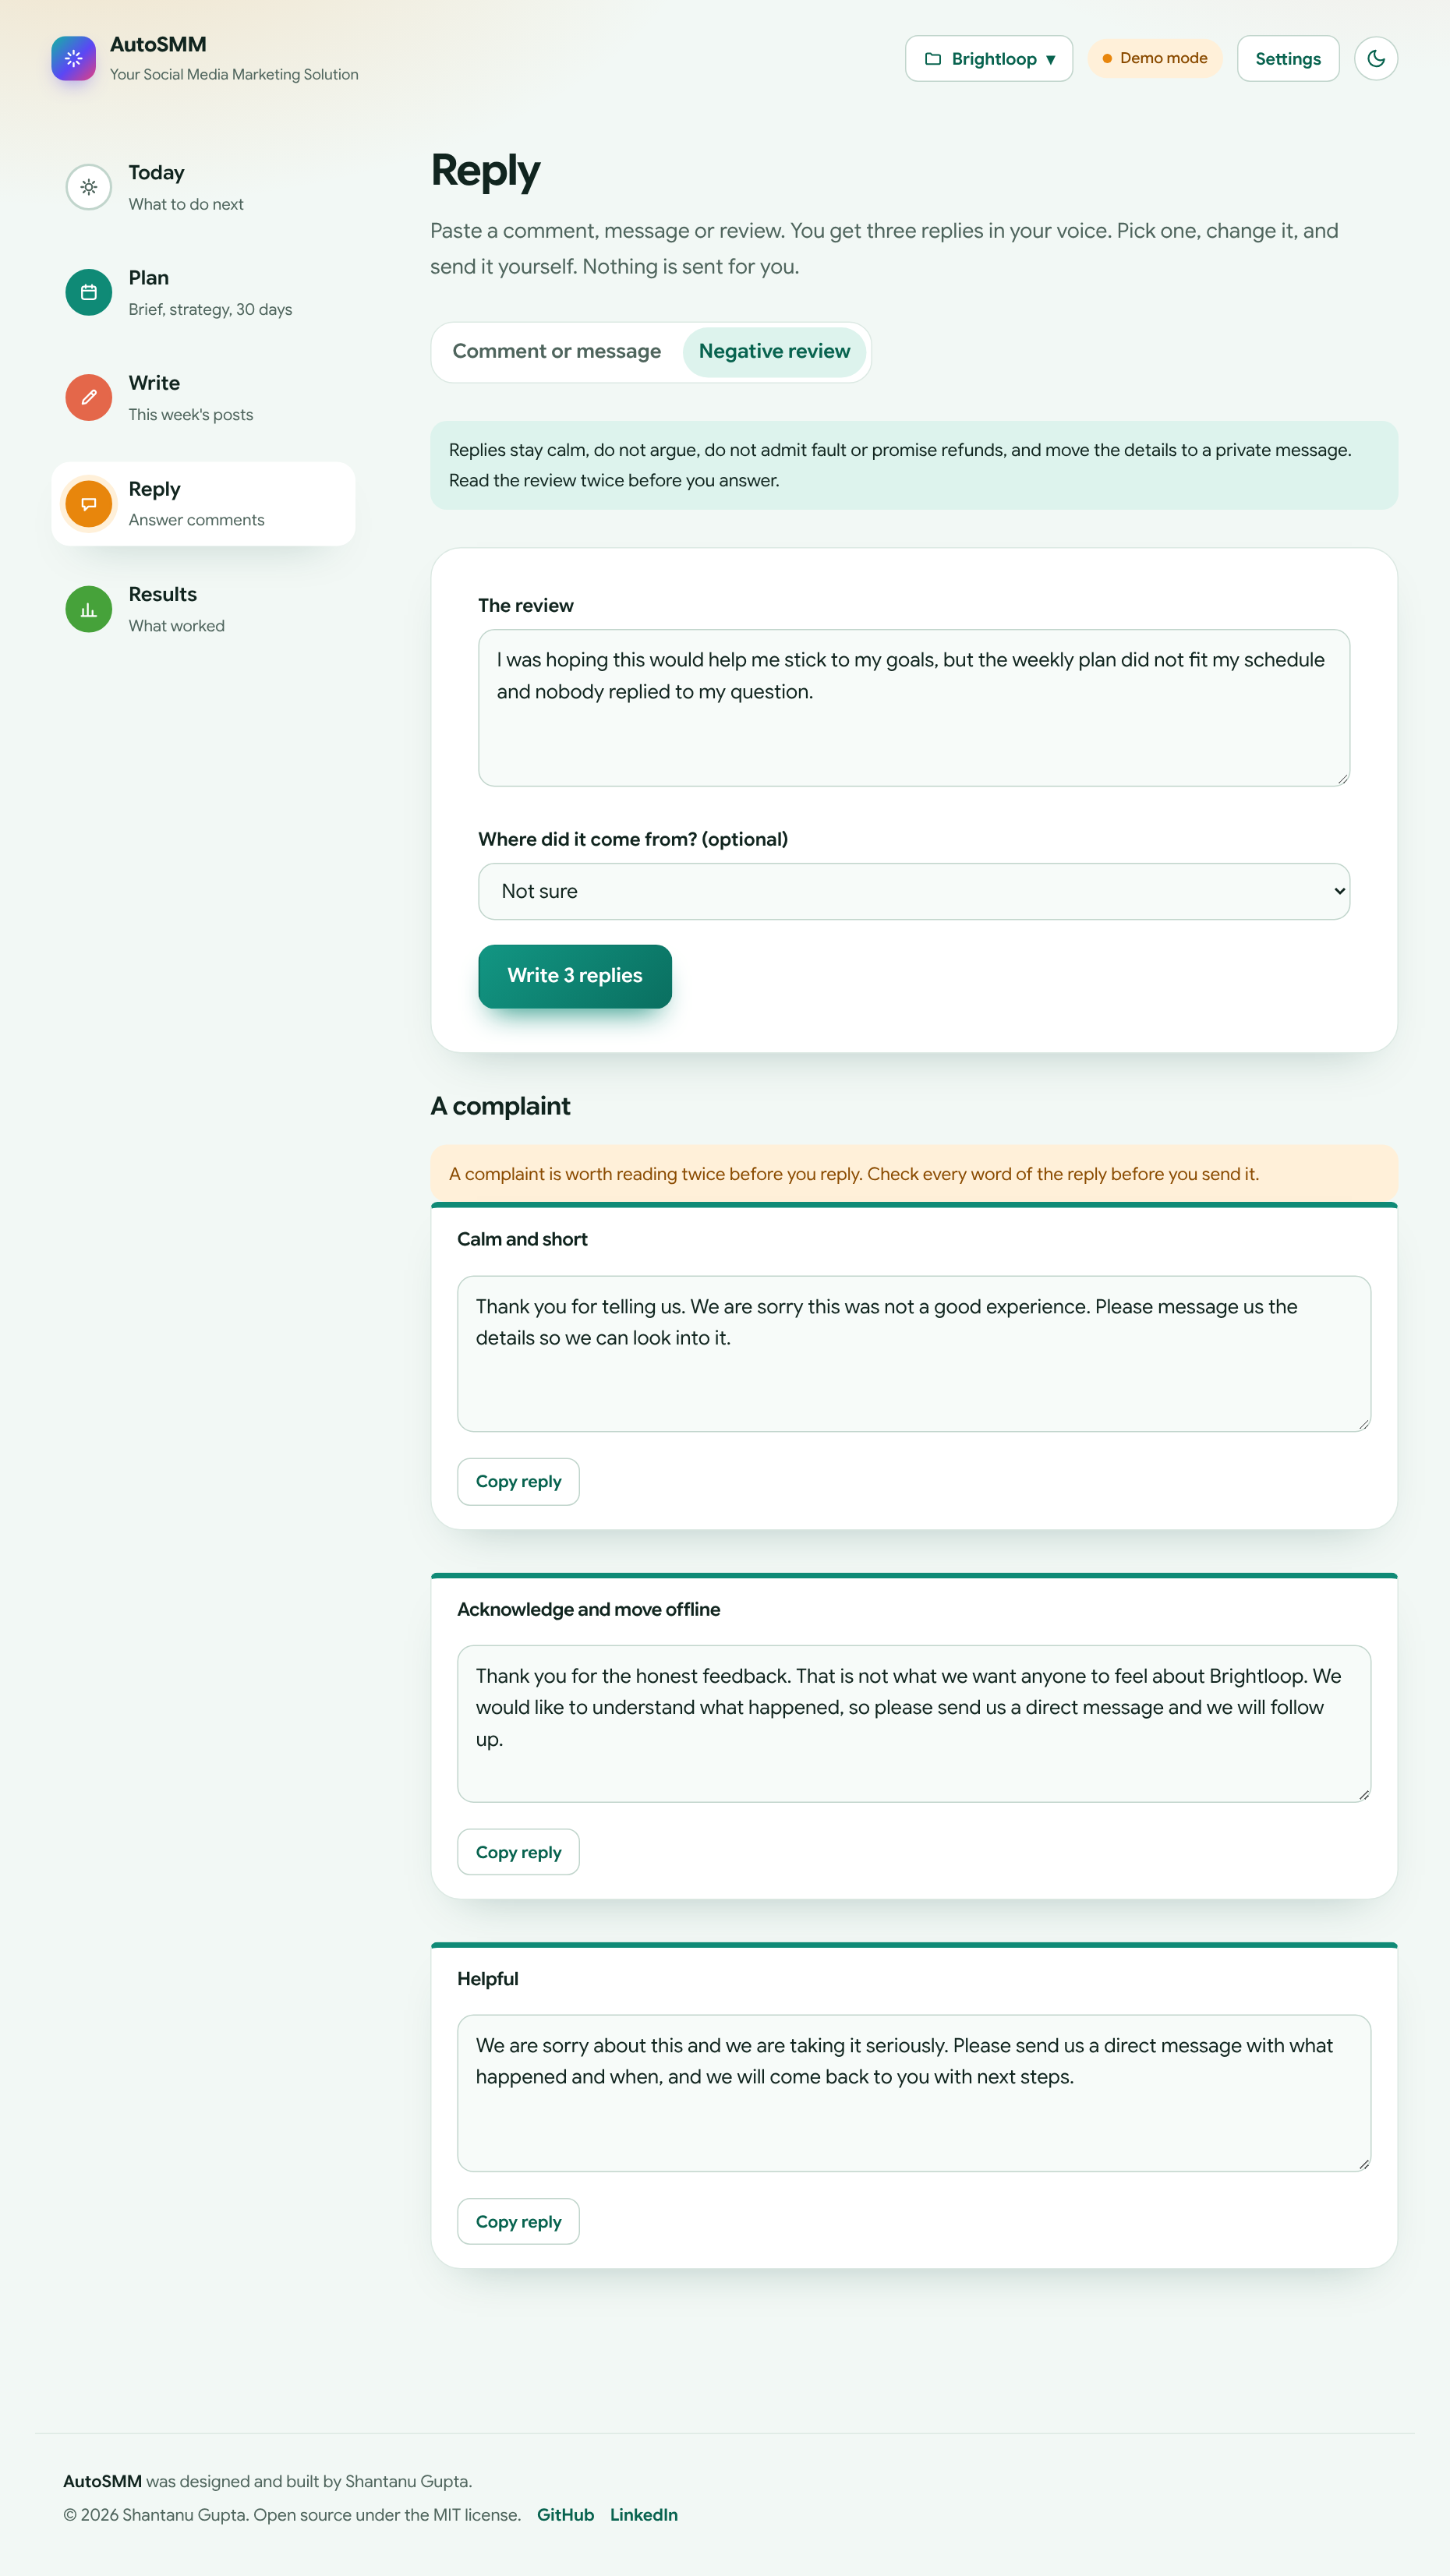 AutoSMM
Your Social Media Marketing Solution
Brightloop ▾
Demo mode
Settings
Today
What to do next
Plan
Brief, strategy, 30 days
Write
This week's posts
Reply
Answer comments
Results
What worked
Reply
Paste a comment, message or review. You get three replies in your voice. Pick one, change it, and
send it yourself. Nothing is sent for you.
Comment or message
Negative review
Replies stay calm, do not argue, do not admit fault or promise refunds, and move the details to a private message.
Read the review twice before you answer.
The review
I was hoping this would help me stick to my goals, but the weekly plan did not fit my schedule
and nobody replied to my question.
Where did it come from? (optional)
Not sure
Write 3 replies
A complaint
A complaint is worth reading twice before you reply. Check every word of the reply before you send it.
Calm and short
Thank you for telling us. We are sorry this was not a good experience. Please message us the
details so we can look into it.
Copy reply
Acknowledge and move offline
Thank you for the honest feedback. That is not what we want anyone to feel about Brightloop. We
would like to understand what happened, so please send us a direct message and we will follow
up.
Copy reply
Helpful
We are sorry about this and we are taking it seriously. Please send us a direct message with what
happened and when, and we will come back to you with next steps.
Copy reply
AutoSMM was designed and built by Shantanu Gupta.
© 2026 Shantanu Gupta. Open source under the MIT license. GitHub LinkedIn